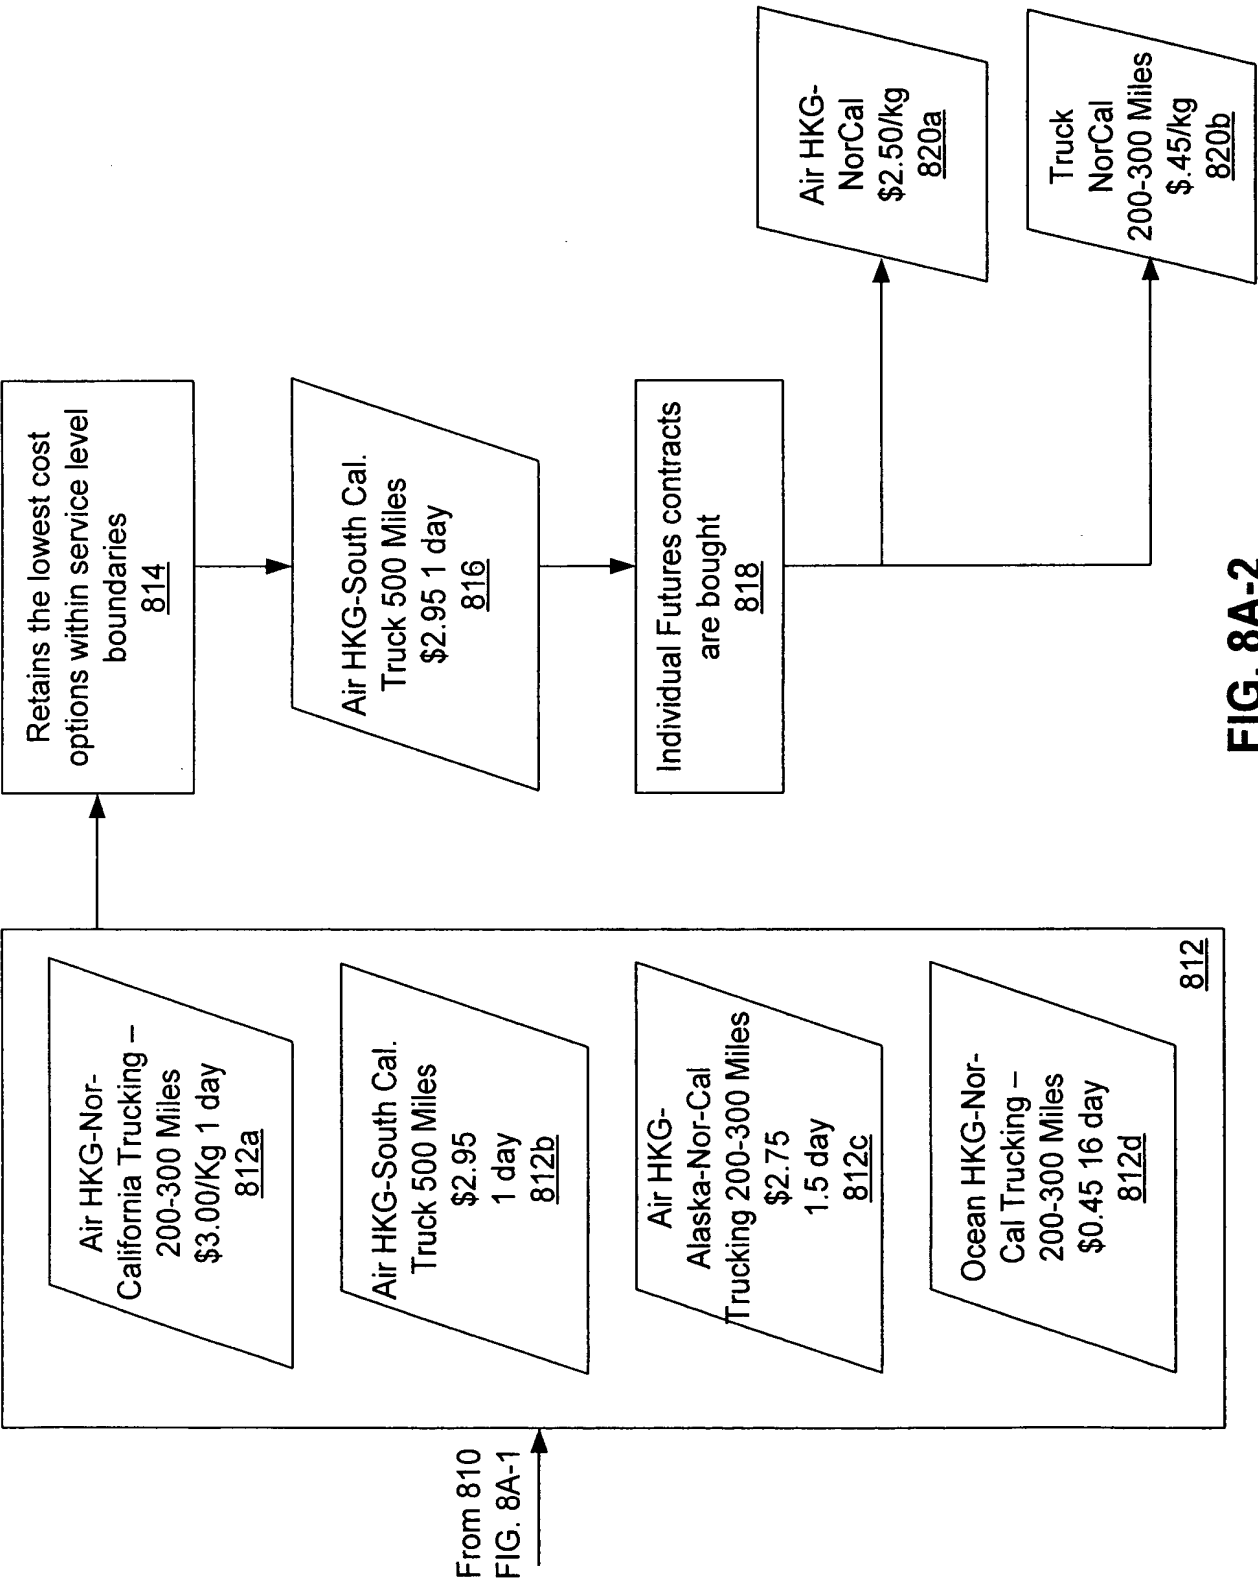 From 810
FIG. 8A-1
Air HKG-Nor-
California Trucking –
200-300 Miles
$3.00/Kg 1 day
812a
Air HKG-South Cal.
Truck 500 Miles
$2.95
1 day
812b
Air HKG-
Alaska-Nor-Cal
Trucking 200-300 Miles
$2.75
1.5 day
812c
Ocean HKG-Nor-
Cal Trucking –
200-300 Miles
$0.45 16 day
812d
812
Retains the lowest cost
options within service level
boundaries
814
Air HKG-South Cal.
Truck 500 Miles
$2.95 1 day
816
Individual Futures contracts
are bought
818
Air HKG-
NorCal
$2.50/kg
820a
Truck
NorCal
200-300 Miles
$.45/kg
820b
FIG. 8A-2